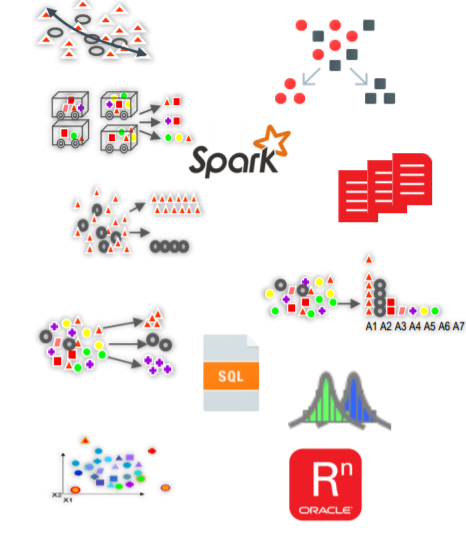 Spark
A1 A2 A3 A4 A5 A6 A7
SQL
X2
X1
Rn
ORACLE